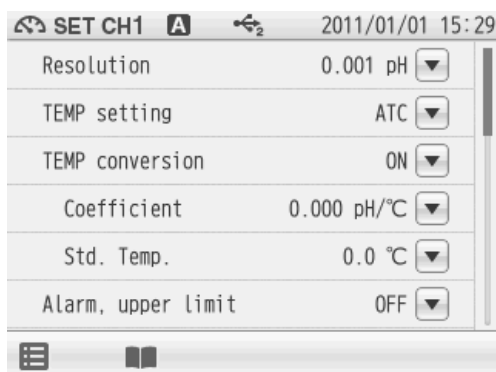 SET CH1 A 2 2011/01/01 15:29
Resolution 0.001 pH
TEMP setting ATC
TEMP conversion ON
Coefficient 0.000 pH/℃
Std. Temp. 0.0 ℃
Alarm, upper limit OFF